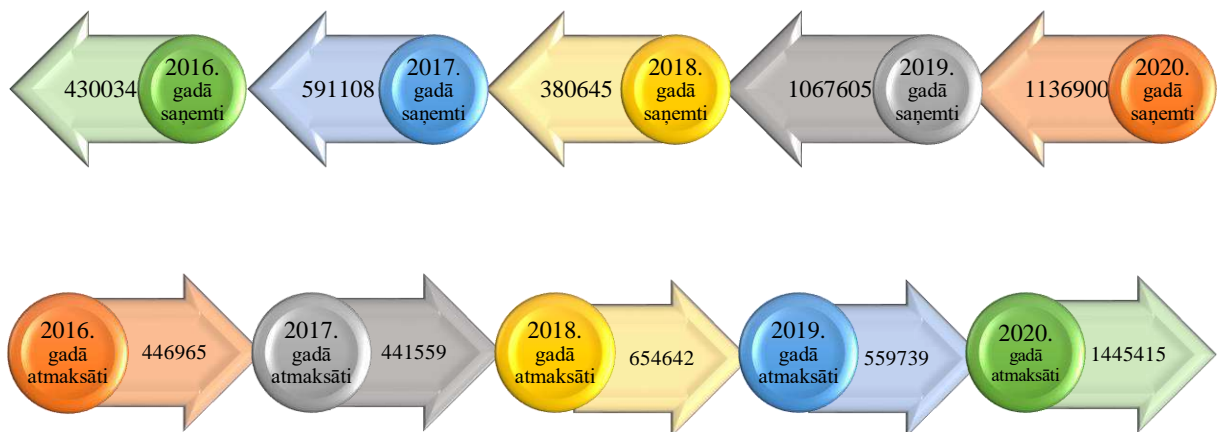 430034
2016.
gadā
saņemti
591108
2017.
gadā
saņemti
380645
2018.
gadā
saņemti
1067605
2019.
gadā
saņemti
1136900
2020.
gadā
saņemti
2016.
gadā
atmaksāti
446965
2017.
gadā
atmaksāti
441559
2018.
gadā
atmaksāti
654642
2019.
gadā
atmaksāti
559739
2020.
gadā
atmaksāti
1445415